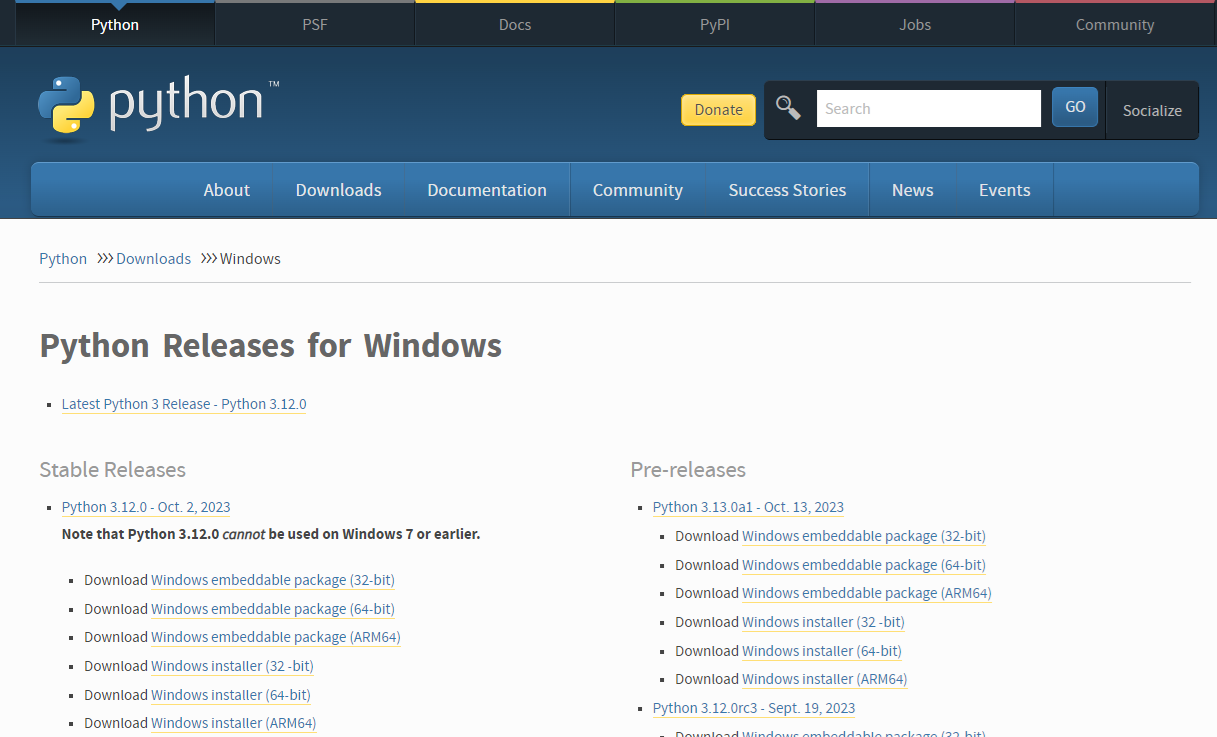 Python PSF Docs PyPI Jobs Community
python™
Donate Search GO Socialize
About Downloads Documentation Community Success Stories News Events
Python >>> Downloads >>> Windows
Python Releases for Windows
Latest Python 3 Release - Python 3.12.0
Stable Releases
Python 3.12.0 - Oct. 2, 2023
Note that Python 3.12.0 cannot be used on Windows 7 or earlier.
Download Windows embeddable package (32-bit)
Download Windows embeddable package (64-bit)
Download Windows embeddable package (ARM64)
Download Windows installer (32 -bit)
Download Windows installer (64-bit)
Download Windows installer (ARM64)
Pre-releases
Python 3.13.0a1 - Oct. 13, 2023
Download Windows embeddable package (32-bit)
Download Windows embeddable package (64-bit)
Download Windows embeddable package (ARM64)
Download Windows installer (32 -bit)
Download Windows installer (64-bit)
Download Windows installer (ARM64)
Python 3.12.0rc3 - Sept. 19, 2023
Download Windows embeddable package (32-bit)